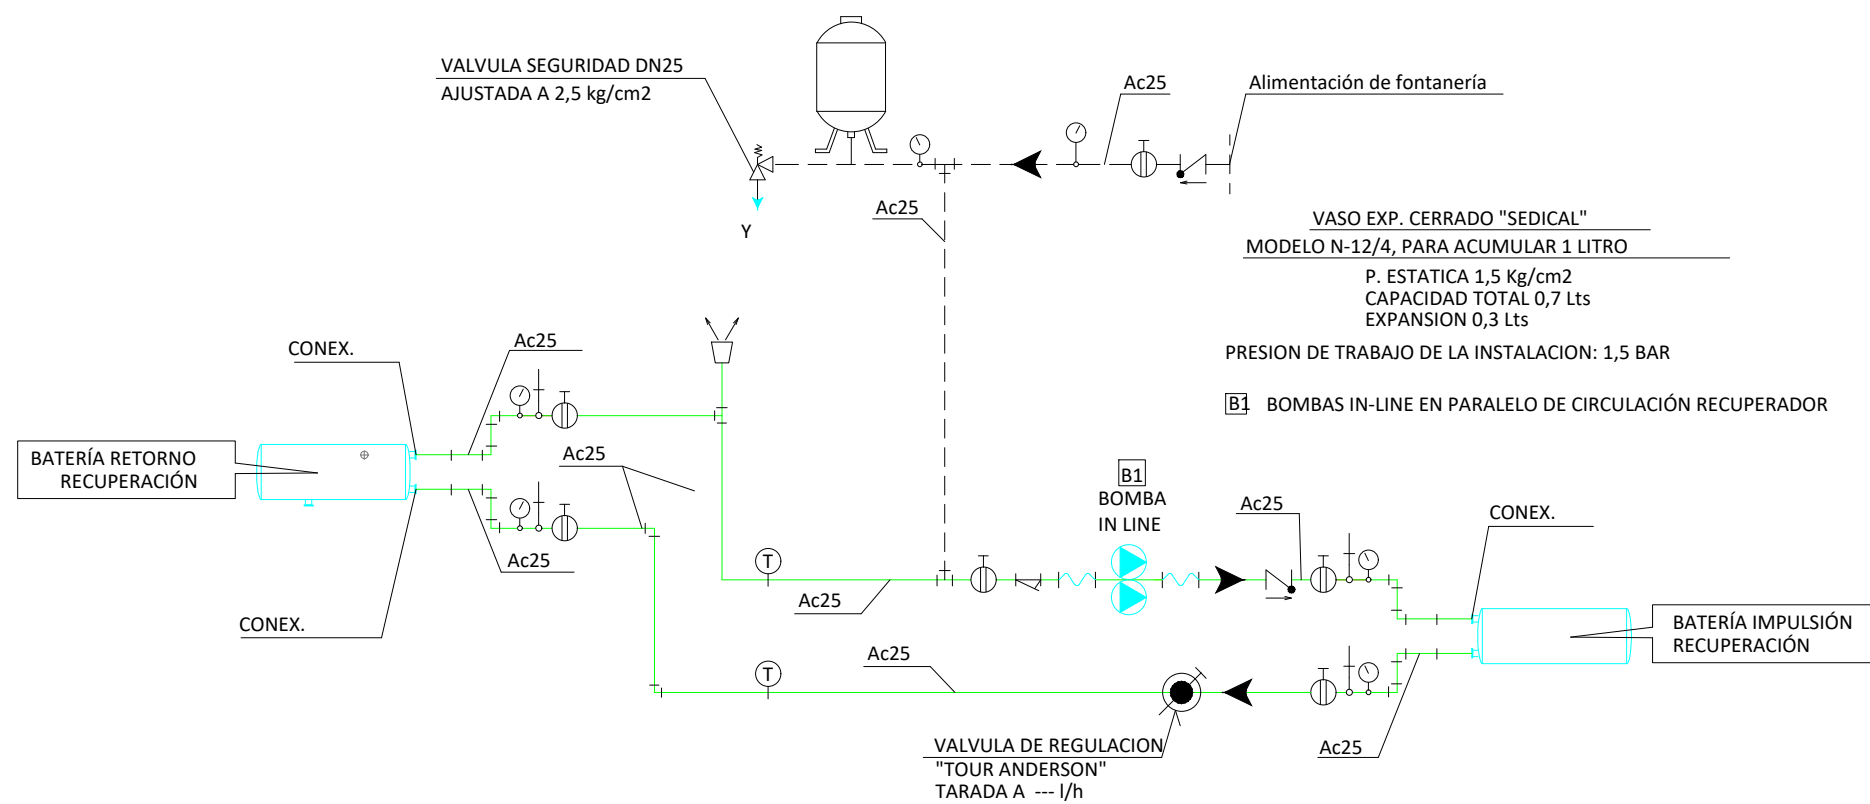 VALVULA SEGURIDAD DN25
AJUSTADA A 2,5 kg/cm2
Ac25
Alimentación de fontanería
Ac25
Y
VASO EXP. CERRADO "SEDICAL"
MODELO N-12/4, PARA ACUMULAR 1 LITRO
P. ESTATICA 1,5 Kg/cm2
CAPACIDAD TOTAL 0,7 Lts
EXPANSION 0,3 Lts
PRESION DE TRABAJO DE LA INSTALACION: 1,5 BAR
B1 BOMBAS IN-LINE EN PARALELO DE CIRCULACIÓN RECUPERADOR
CONEX.
Ac25
BATERÍA RETORNO
RECUPERACIÓN
Ac25
Ac25
CONEX.
B1
BOMBA
IN LINE
Ac25
CONEX.
T
Ac25
BATERÍA IMPULSIÓN
RECUPERACIÓN
T
Ac25
Ac25
VALVULA DE REGULACION
"TOUR ANDERSON"
TARADA A --- l/h